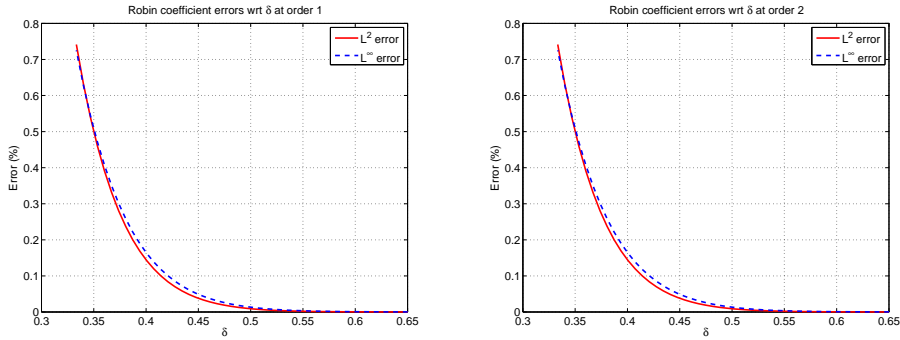 Robin coefficient errors wrt δ at order 1
0.8
0.7
0.6
0.5
0.4
0.3
0.2
0.1
0
Error (%)
L² error
L∞ error
0.3 0.35 0.4 0.45 0.5 0.55 0.6 0.65
δ
Robin coefficient errors wrt δ at order 2
0.8
0.7
0.6
0.5
0.4
0.3
0.2
0.1
0
Error (%)
L² error
L∞ error
0.3 0.35 0.4 0.45 0.5 0.55 0.6 0.65
δ